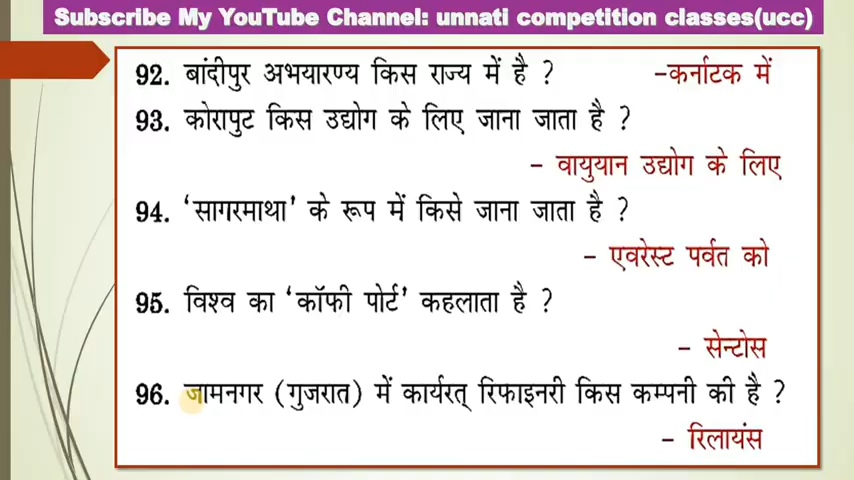 Subscribe My YouTube Channel: unnati competition classes(ucc)
92. बांदीपुर अभयारण्य किस राज्य में है ? -कर्नाटक में
93. कोरापुट किस उद्योग के लिए जाना जाता है ?
- वायुयान उद्योग के लिए
94. ‘सागरमाथा’ के रूप में किसे जाना जाता है ?
- एवरेस्ट पर्वत को
95. विश्व का ‘कॉफी पोर्ट’ कहलाता है ?
- सेन्टोस
96. जामनगर (गुजरात) में कार्यरत् रिफाइनरी किस कम्पनी की है ?
- रिलायंस